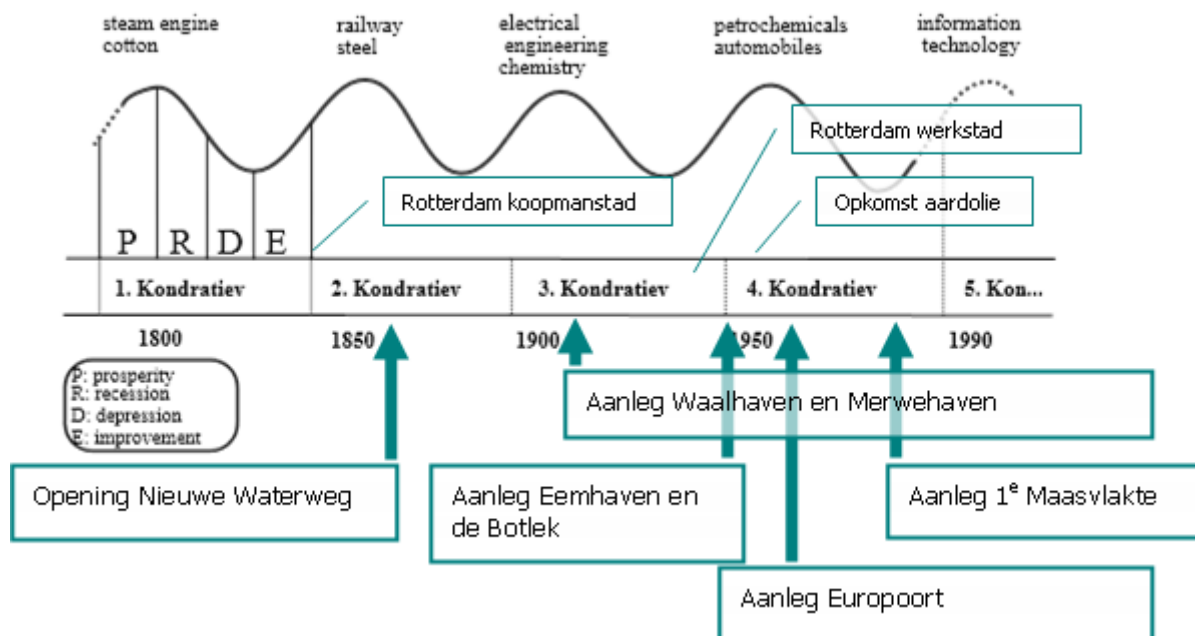 steam engine
cotton
railway
steel
electrical
engineering
chemistry
petrochemicals
automobiles
information
technology
Rotterdam werkstad
Rotterdam koopmanstad
Opkomst aardolie
P R D E
1. Kondratiev
2. Kondratiev
3. Kondratiev
4. Kondratiev
5. Kon...
1800
1850
1900
1950
1990
P: prosperity
R: recession
D: depression
E: improvement
Aanleg Waalhaven en Merwehaven
Opening Nieuwe Waterweg
Aanleg Eemhaven en
de Botlek
Aanleg 1e Maasvlakte
Aanleg Europoort